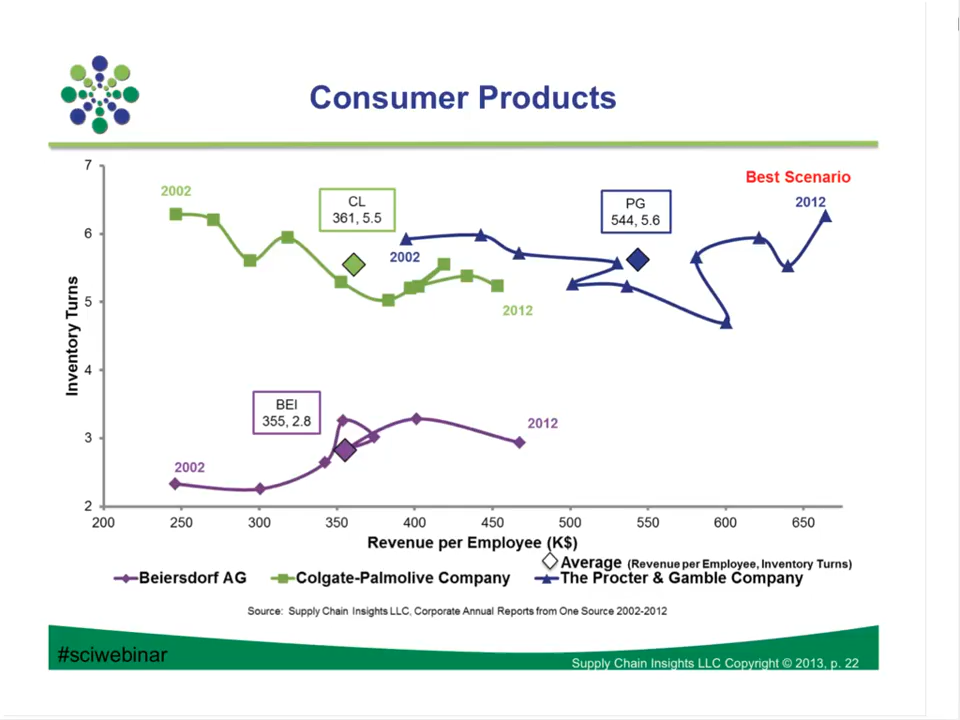 Consumer Products
7
6
5
4
3
2
Inventory Turns
2002
CL
361, 5.5
2002
2012
PG
544, 5.6
Best Scenario
2012
BEI
355, 2.8
2002
2012
200 250 300 350 400 450 500 550 600 650
Revenue per Employee (K$)
Average (Revenue per Employee, Inventory Turns)
Beiersdorf AG Colgate-Palmolive Company The Procter & Gamble Company
Source: Supply Chain Insights LLC, Corporate Annual Reports from One Source 2002-2012
#sciwebinar
Supply Chain Insights LLC Copyright © 2013, p. 22